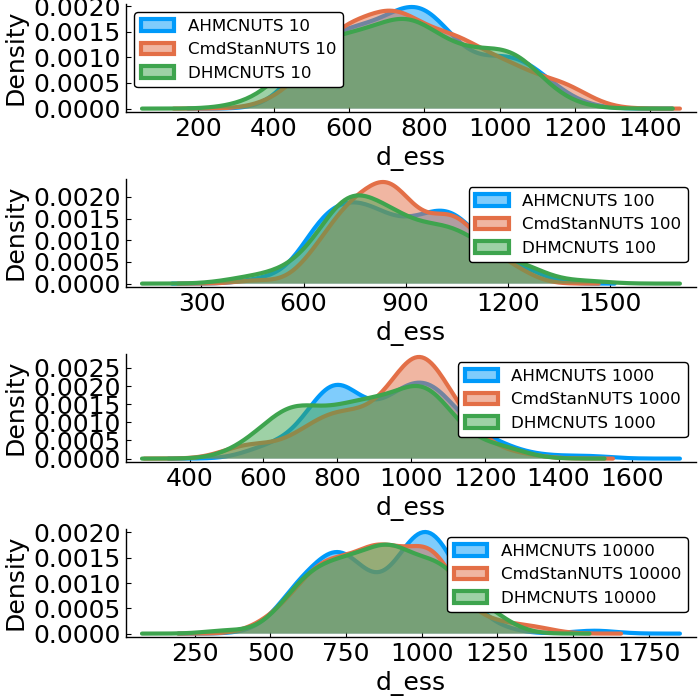 Density
0.0020
0.0015
0.0010
0.0005
0.0000
AHMCNUTS 10
CmdStanNUTS 10
DHMCNUTS 10
200 400 600 800 1000 1200 1400
d_ess
Density
0.0020
0.0015
0.0010
0.0005
0.0000
AHMCNUTS 100
CmdStanNUTS 100
DHMCNUTS 100
300 600 900 1200 1500
d_ess
Density
0.0025
0.0020
0.0015
0.0010
0.0005
0.0000
AHMCNUTS 1000
CmdStanNUTS 1000
DHMCNUTS 1000
400 600 800 1000 1200 1400 1600
d_ess
Density
0.0020
0.0015
0.0010
0.0005
0.0000
AHMCNUTS 10000
CmdStanNUTS 10000
DHMCNUTS 10000
250 500 750 1000 1250 1500 1750
d_ess